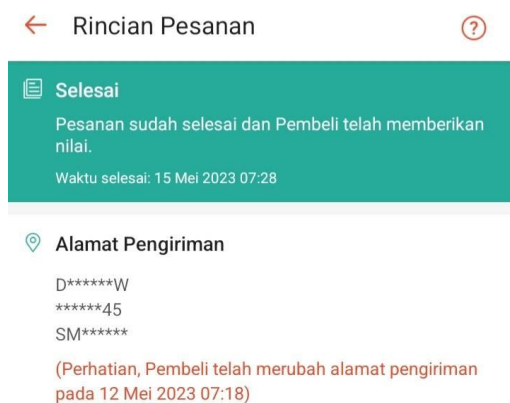 Rincian Pesanan
Selesai
Pesanan sudah selesai dan Pembeli telah memberikan
nilai.
Waktu selesai: 15 Mei 2023 07:28
Alamat Pengiriman
D******W
******45
SM******
(Perhatian, Pembeli telah merubah alamat pengiriman
pada 12 Mei 2023 07:18)